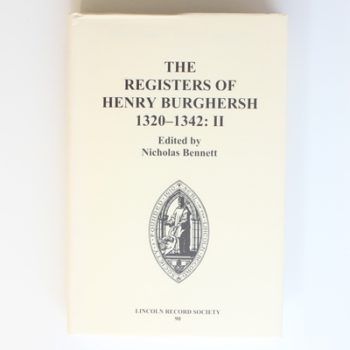 THE
REGISTERS OF
HENRY BURGHERSH
1320–1342: II
Edited by
Nicholas Bennett
LINCOLN RECORD SOCIETY
90